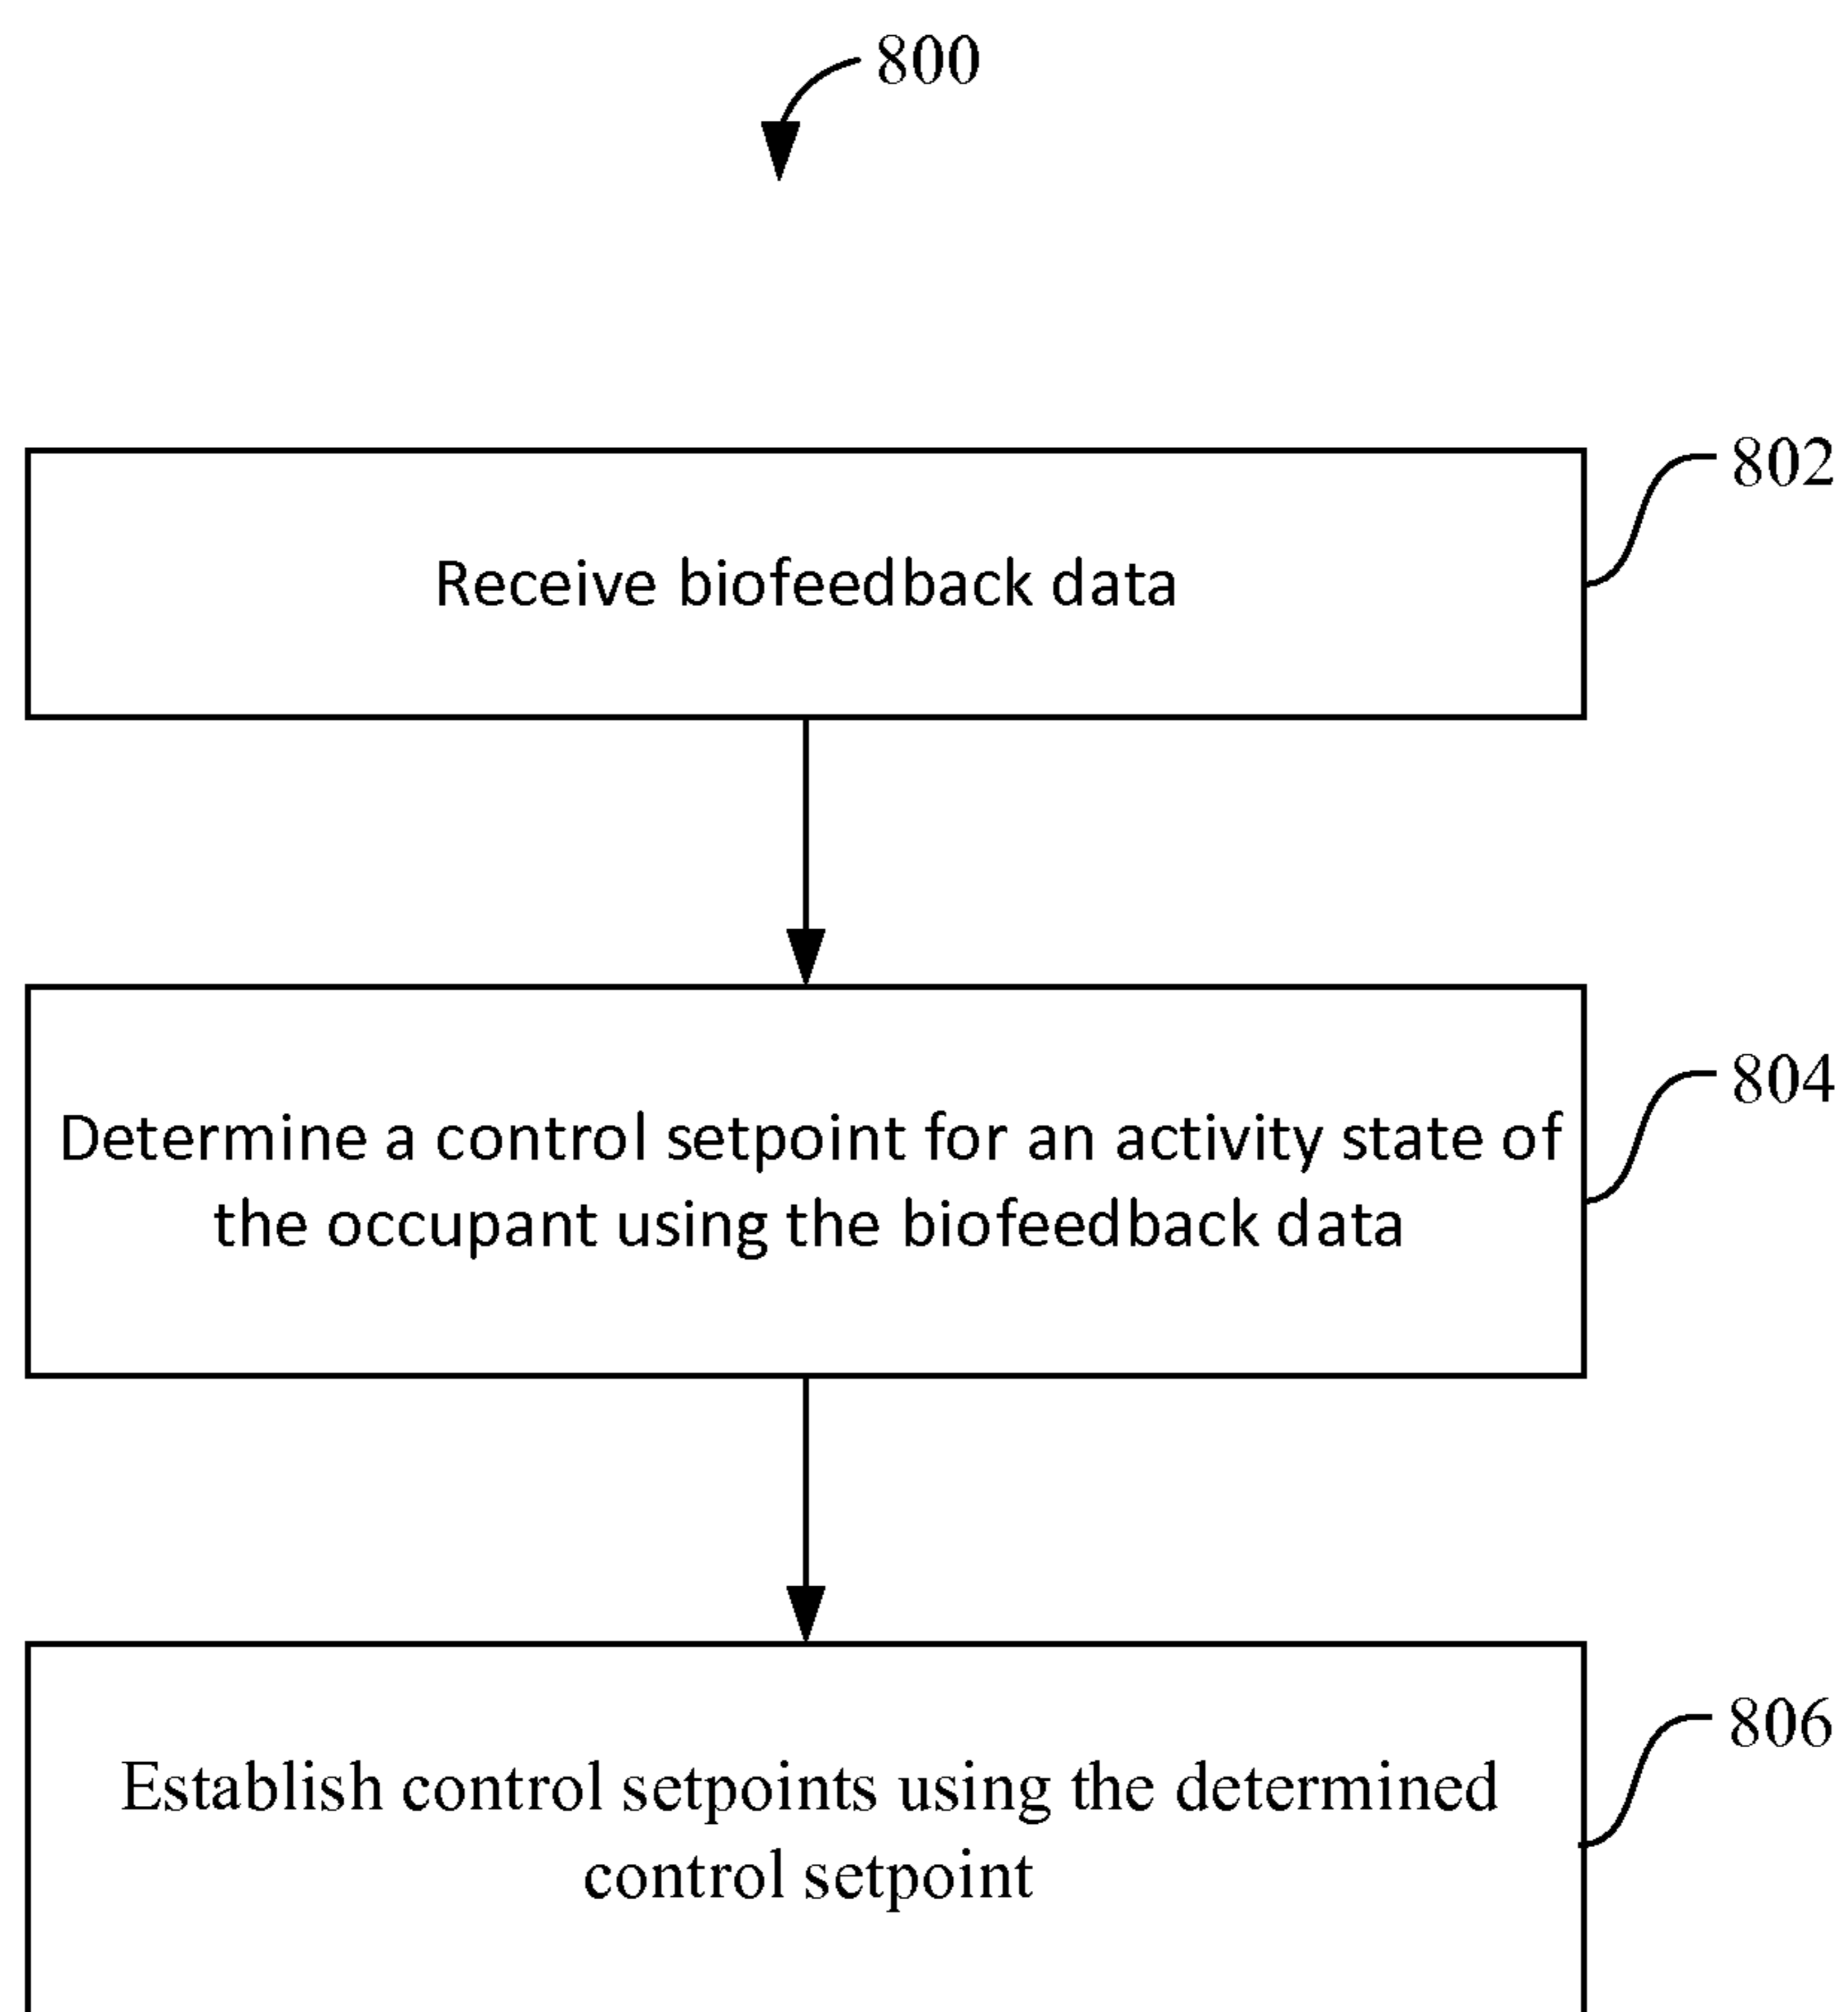 800
802
Receive biofeedback data
804
Determine a control setpoint for an activity state of
the occupant using the biofeedback data
806
Establish control setpoints using the determined
control setpoint